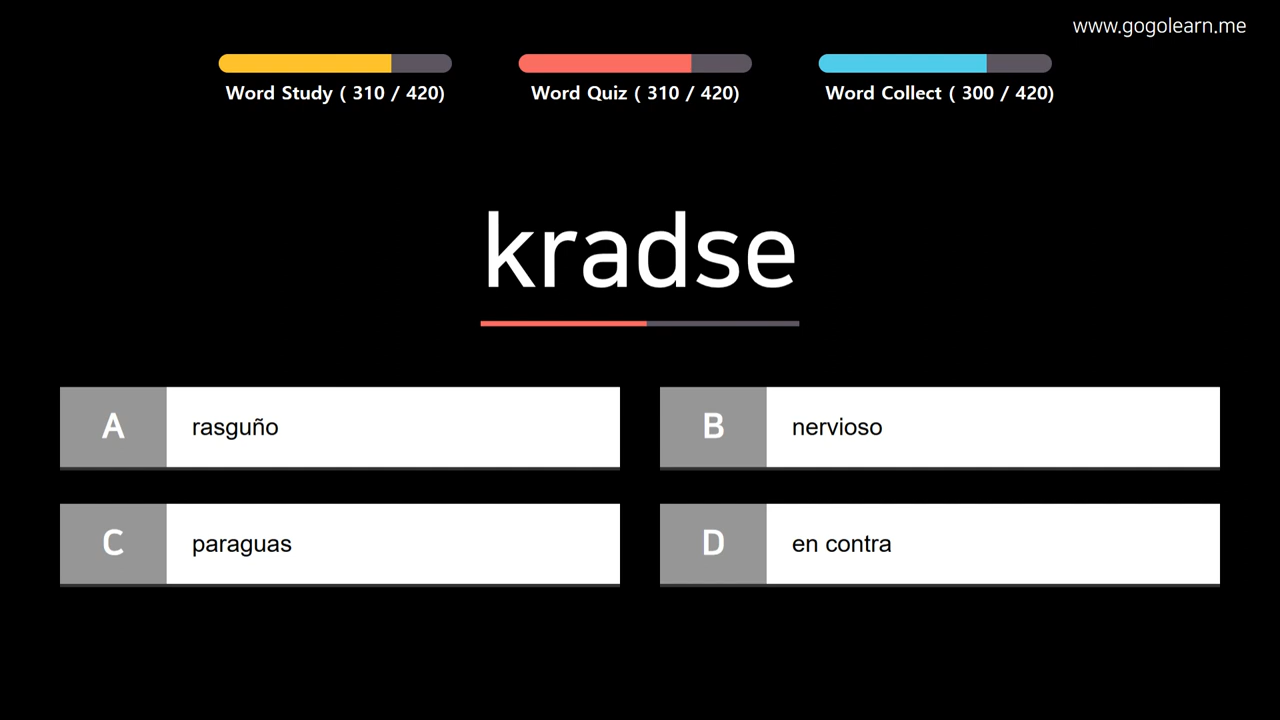 www.gogolearn.me
Word Study ( 310 / 420)
Word Quiz ( 310 / 420)
Word Collect ( 300 / 420)
kradse
A rasguño
B nervioso
C paraguas
D en contra